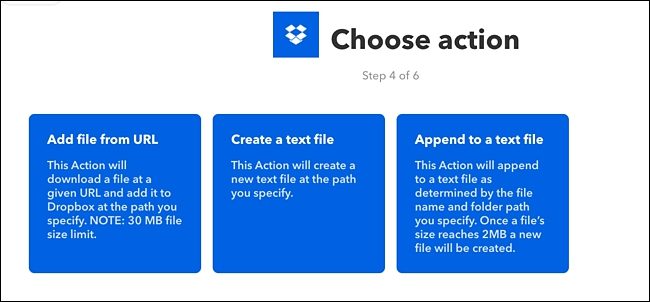 Choose action
Step 4 of 6
Add file from URL
This Action will
download a file at a
given URL and add it to
Dropbox at the path you
specify. NOTE: 30 MB file
size limit.
Create a text file
This Action will create a
new text file at the path
you specify.
Append to a text file
This Action will append
to a text file as
determined by the file
name and folder path
you specify. Once a file's
size reaches 2MB a new
file will be created.